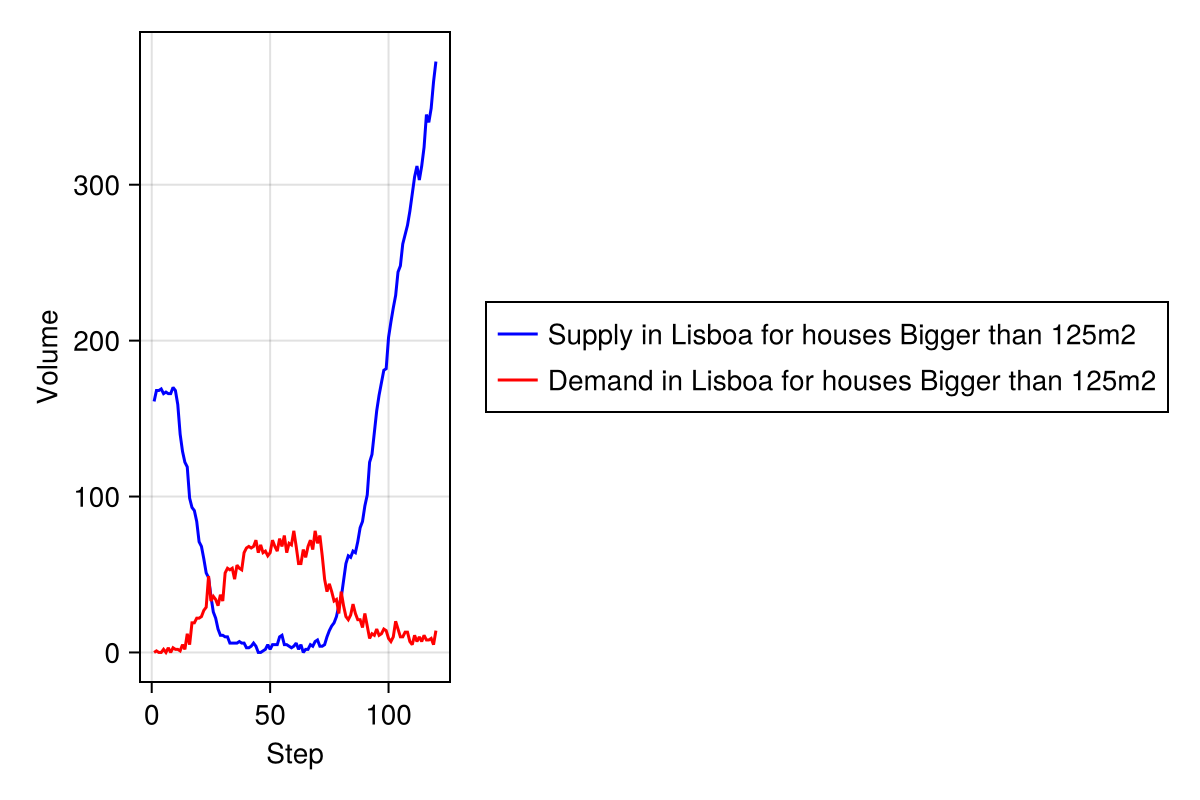 300
200
100
0
Volume
0 50 100
Step
Supply in Lisboa for houses Bigger than 125m2
Demand in Lisboa for houses Bigger than 125m2